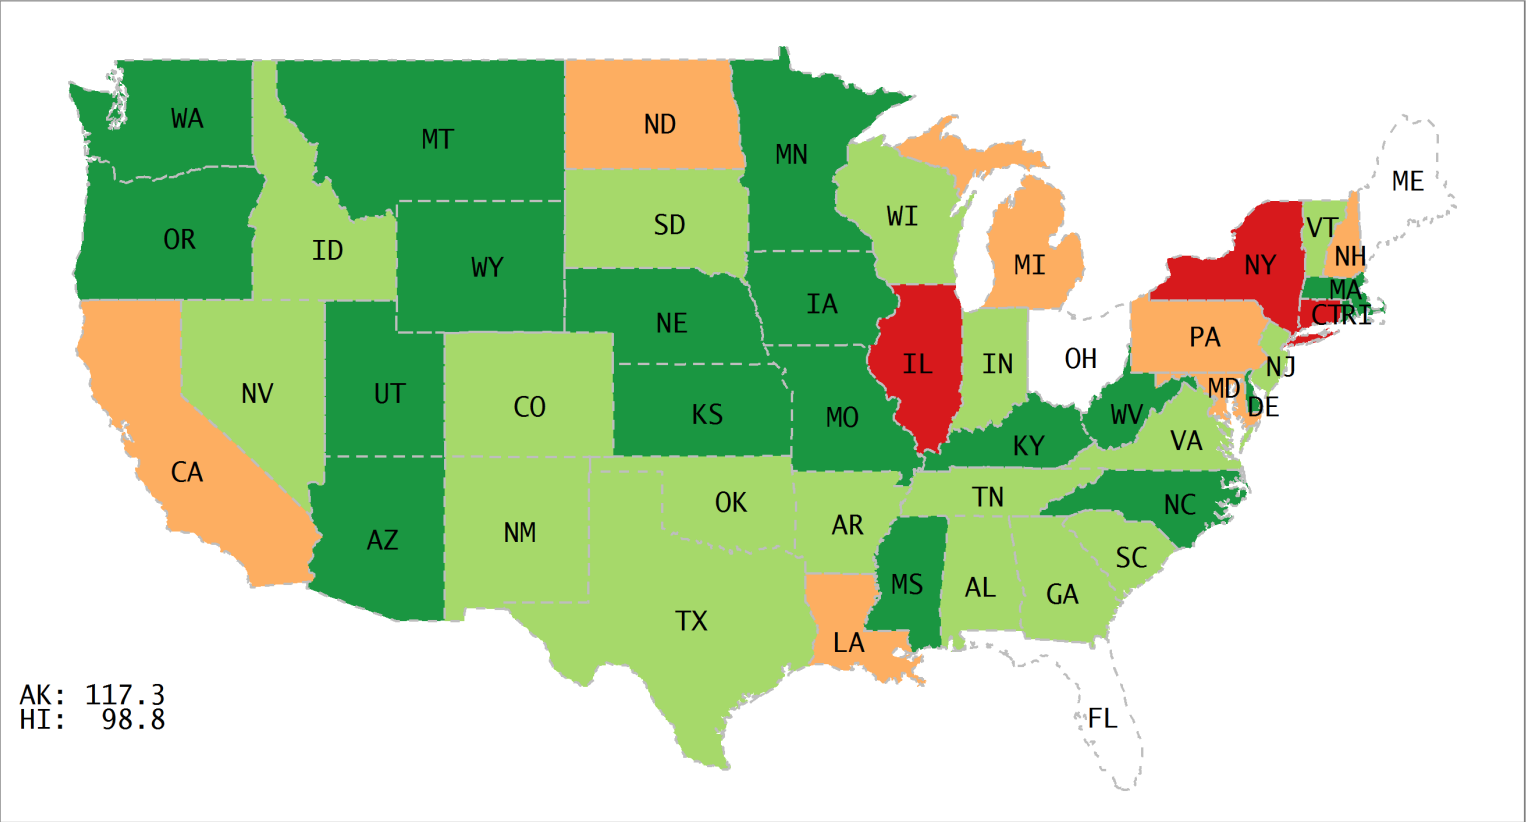 WA
MT
ND
MN
ME
OR
ID
WY
SD
WI
MI
NY
VT
NH
MA
CT
RI
NE
IA
PA
NV
UT
CO
KS
MO
IL
IN
OH
NJ
MD
DE
WV
KY
VA
CA
AZ
NM
OK
AR
TN
NC
SC
MS
AL
GA
TX
LA
FL
AK: 117.3
HI: 98.8